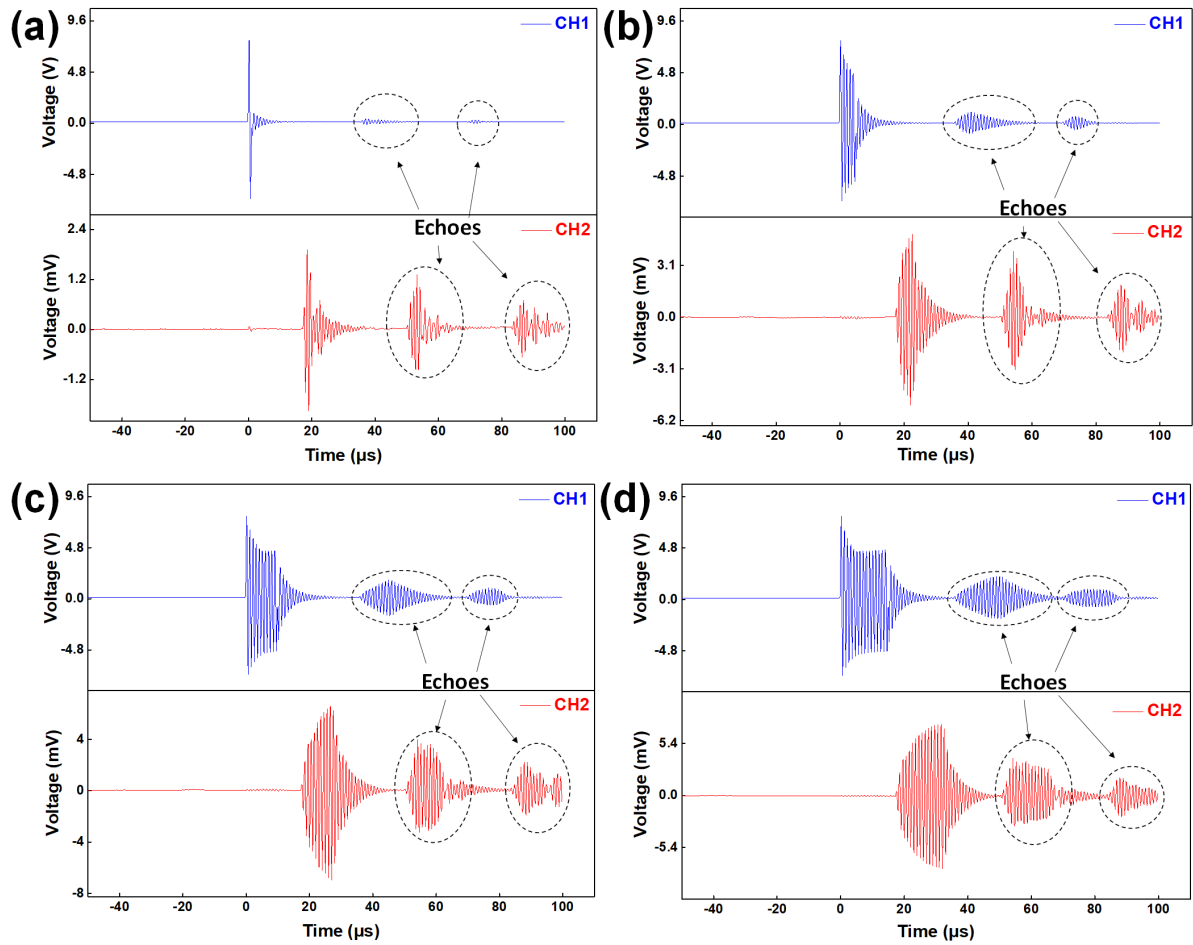 (a)
CH1
9.6
4.8
0.0
-4.8
Voltage (V)
Echoes
CH2
2.4
1.2
0.0
-1.2
Voltage (mV)
-40 -20 0 20 40 60 80 100
Time (µs)
(b)
CH1
9.6
4.8
0.0
-4.8
Voltage (V)
Echoes
CH2
3.1
0.0
-3.1
-6.2
Voltage (mV)
-40 -20 0 20 40 60 80 100
Time (µs)
(c)
CH1
9.6
4.8
0.0
-4.8
Voltage (V)
Echoes
CH2
4
0
-4
-8
Voltage (mV)
-40 -20 0 20 40 60 80 100
Time (µs)
(d)
CH1
9.6
4.8
0.0
-4.8
Voltage (V)
Echoes
CH2
5.4
0.0
-5.4
Voltage (mV)
-40 -20 0 20 40 60 80 100
Time (µs)